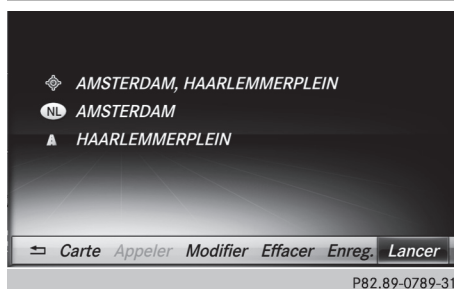 AMSTERDAM, HAARLEMMERPLEIN
NL AMSTERDAM
HAARLEMMERPLEIN
Carte Appeler Modifier Effacer Enreg. Lancer
P82.89-0789-31